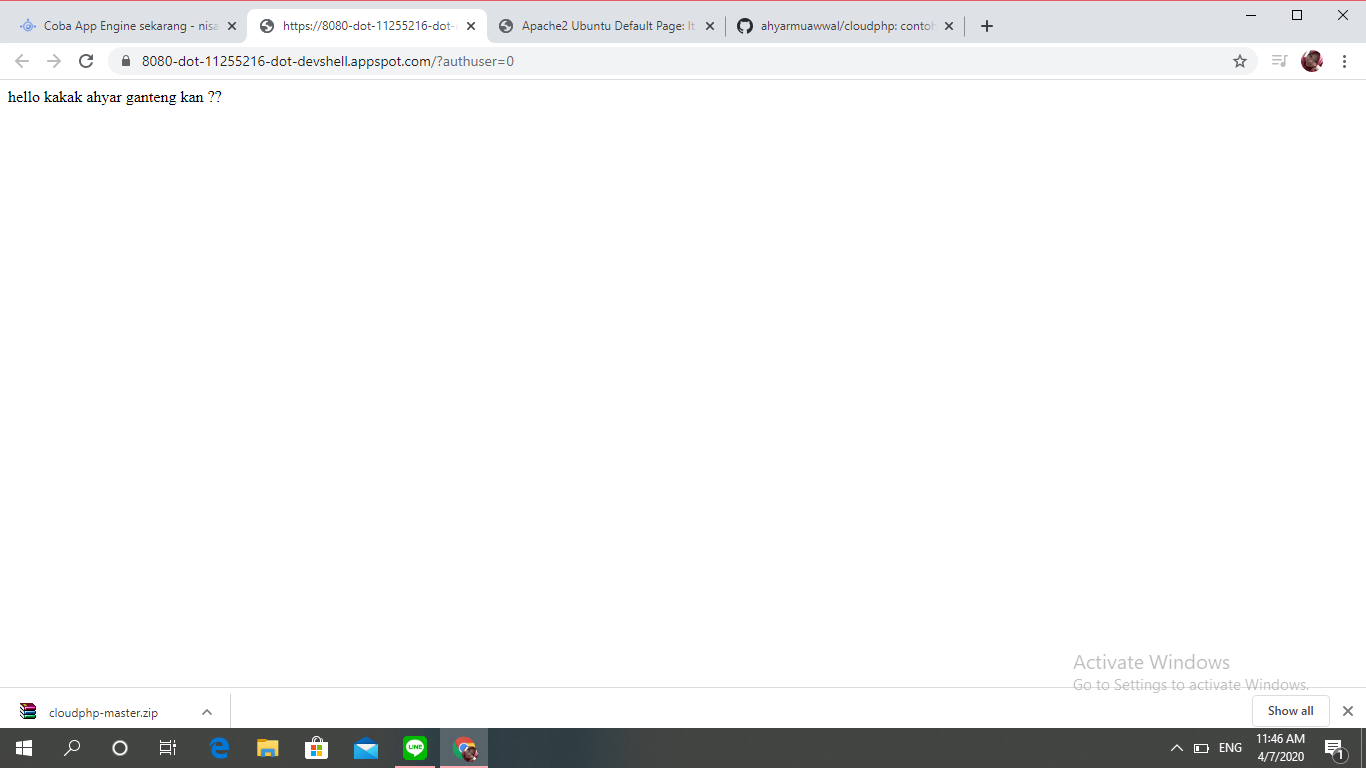 Coba App Engine sekarang - nisa
https://8080-dot-11255216-dot-
Apache2 Ubuntu Default Page: It
ahyarmuawwal/cloudphp: contoh
8080-dot-11255216-dot-devshell.appspot.com/?authuser=0
hello kakak ahyar ganteng kan ??
Activate Windows
Go to Settings to activate Windows.
cloudphp-master.zip
Show all
LINE
ENG
11:46 AM
4/7/2020
1